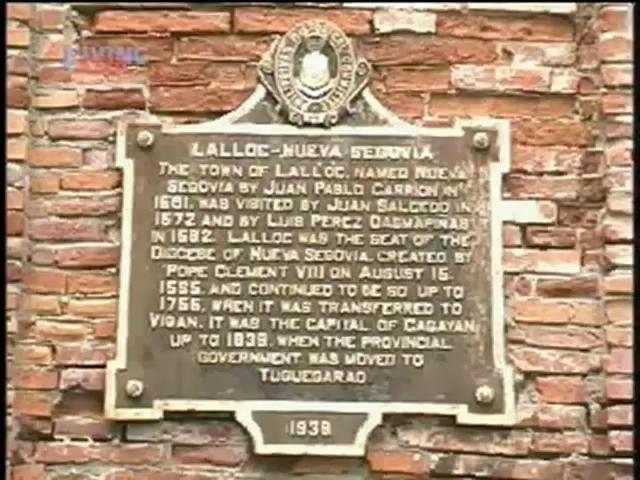 LIVING
LALLOC-NUEVA SEGOVIA
THE TOWN OF LALLOC, NAMED NUEVA
SEGOVIA BY JUAN PABLO CARRION IN
1581, WAS VISITED BY JUAN SALCEDO IN
1572 AND BY LUIS PEREZ DASMARIÑAS
IN 1592. LALLOC WAS THE SEAT OF THE
DIOCESE OF NUEVA SEGOVIA, CREATED BY
POPE CLEMENT VIII ON AUGUST 15,
1595, AND CONTINUED TO BE SO UP TO
1755, WHEN IT WAS TRANSFERRED TO
VIGAN. IT WAS THE CAPITAL OF CAGAYAN
UP TO 1839, WHEN THE PROVINCIAL
GOVERNMENT WAS MOVED TO
TUGUEGARAO.
1939